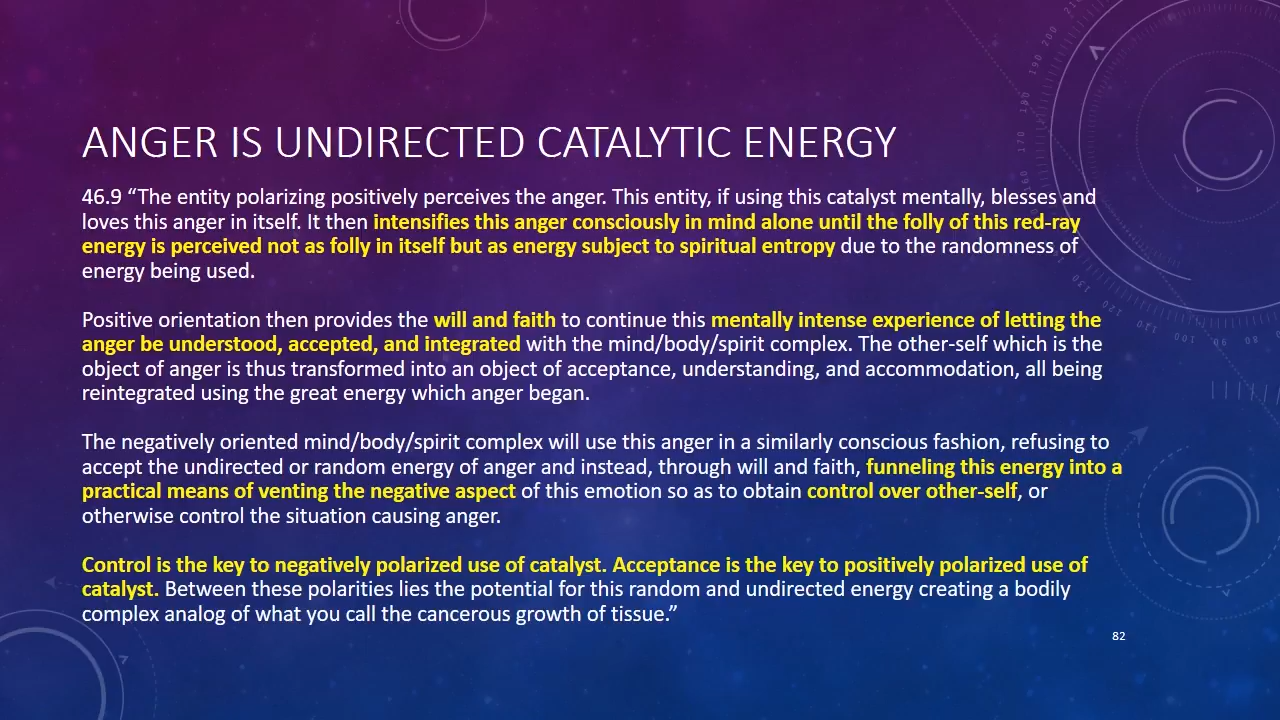 ANGER IS UNDIRECTED CATALYTIC ENERGY
46.9 “The entity polarizing positively perceives the anger. This entity, if using this catalyst mentally, blesses and
loves this anger in itself. It then intensifies this anger consciously in mind alone until the folly of this red-ray
energy is perceived not as folly in itself but as energy subject to spiritual entropy due to the randomness of
energy being used.
Positive orientation then provides the will and faith to continue this mentally intense experience of letting the
anger be understood, accepted, and integrated with the mind/body/spirit complex. The other-self which is the
object of anger is thus transformed into an object of acceptance, understanding, and accommodation, all being
reintegrated using the great energy which anger began.
The negatively oriented mind/body/spirit complex will use this anger in a similarly conscious fashion, refusing to
accept the undirected or random energy of anger and instead, through will and faith, funneling this energy into a
practical means of venting the negative aspect of this emotion so as to obtain control over other-self, or
otherwise control the situation causing anger.
Control is the key to negatively polarized use of catalyst. Acceptance is the key to positively polarized use of
catalyst. Between these polarities lies the potential for this random and undirected energy creating a bodily
complex analog of what you call the cancerous growth of tissue.”
82